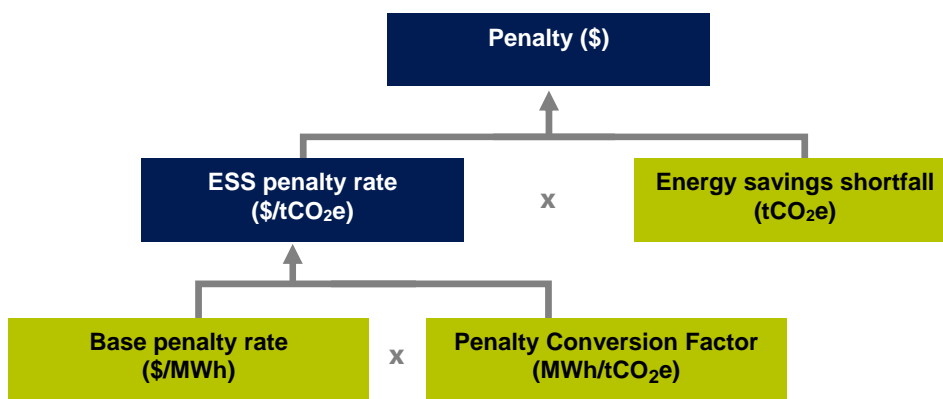 Penalty ($)
ESS penalty rate
($/tCO₂e)
x
Energy savings shortfall
(tCO₂e)
Base penalty rate
($/MWh)
x
Penalty Conversion Factor
(MWh/tCO₂e)